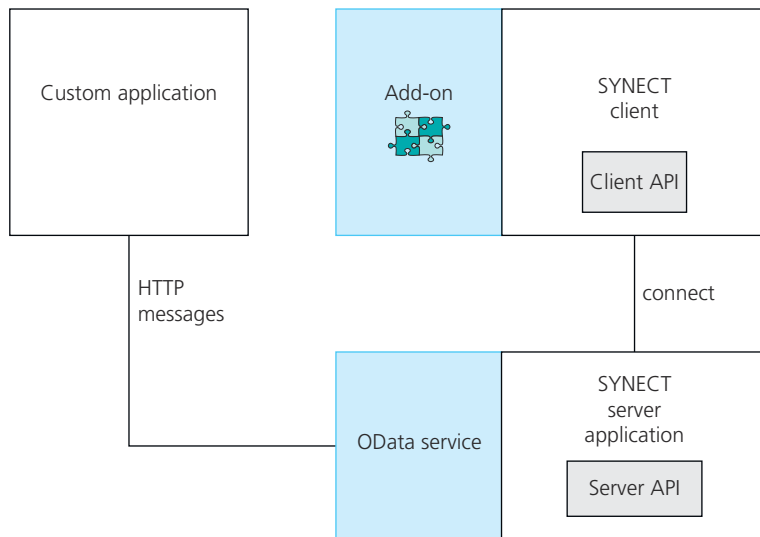 Custom application
Add-on
SYNECT
client
Client API
HTTP
messages
connect
OData service
SYNECT
server
application
Server API